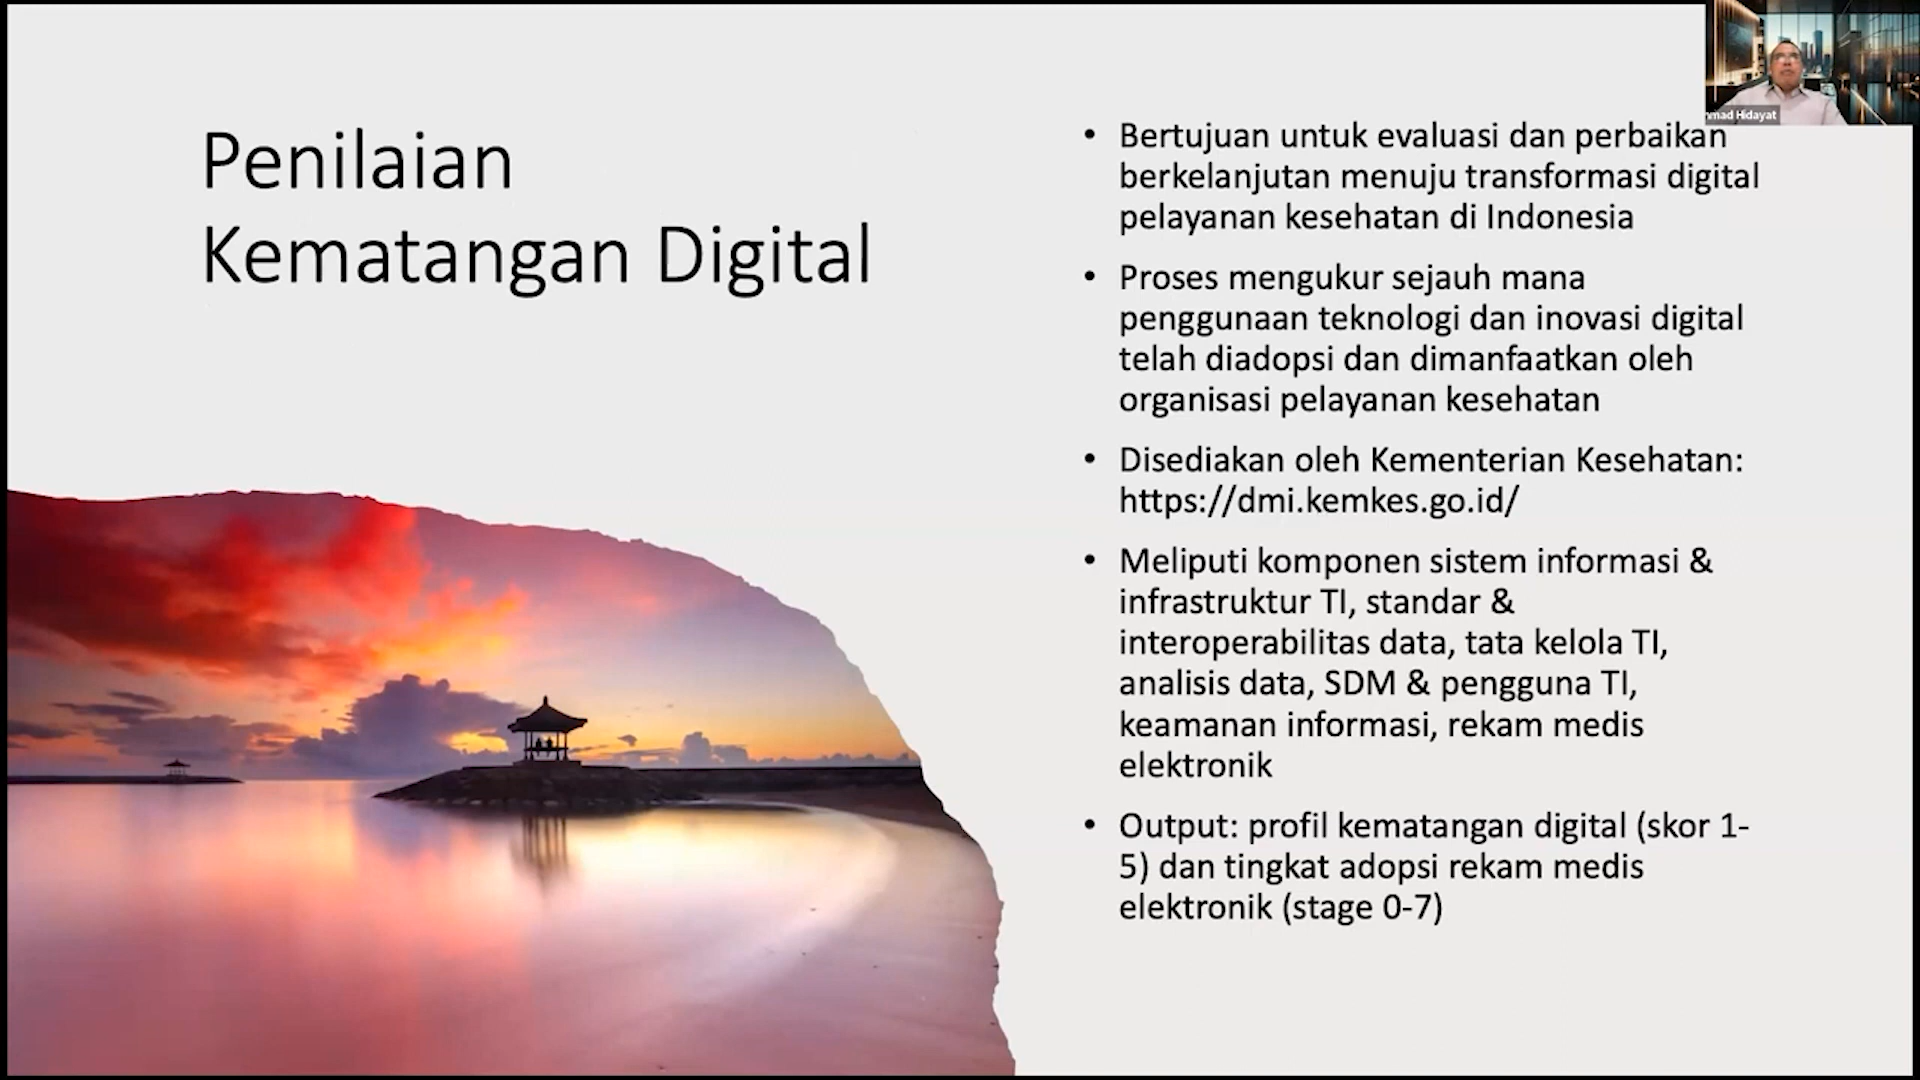 Penilaian
Kematangan Digital
Hidayat
• Bertujuan untuk evaluasi dan perbaikan
berkelanjutan menuju transformasi digital
pelayanan kesehatan di Indonesia
• Proses mengukur sejauh mana
penggunaan teknologi dan inovasi digital
telah diadopsi dan dimanfaatkan oleh
organisasi pelayanan kesehatan
• Disediakan oleh Kementerian Kesehatan:
https://dmi.kemkes.go.id/
• Meliputi komponen sistem informasi &
infrastruktur TI, standar &
interoperabilitas data, tata kelola TI,
analisis data, SDM & pengguna TI,
keamanan informasi, rekam medis
elektronik
• Output: profil kematangan digital (skor 1-
5) dan tingkat adopsi rekam medis
elektronik (stage 0-7)